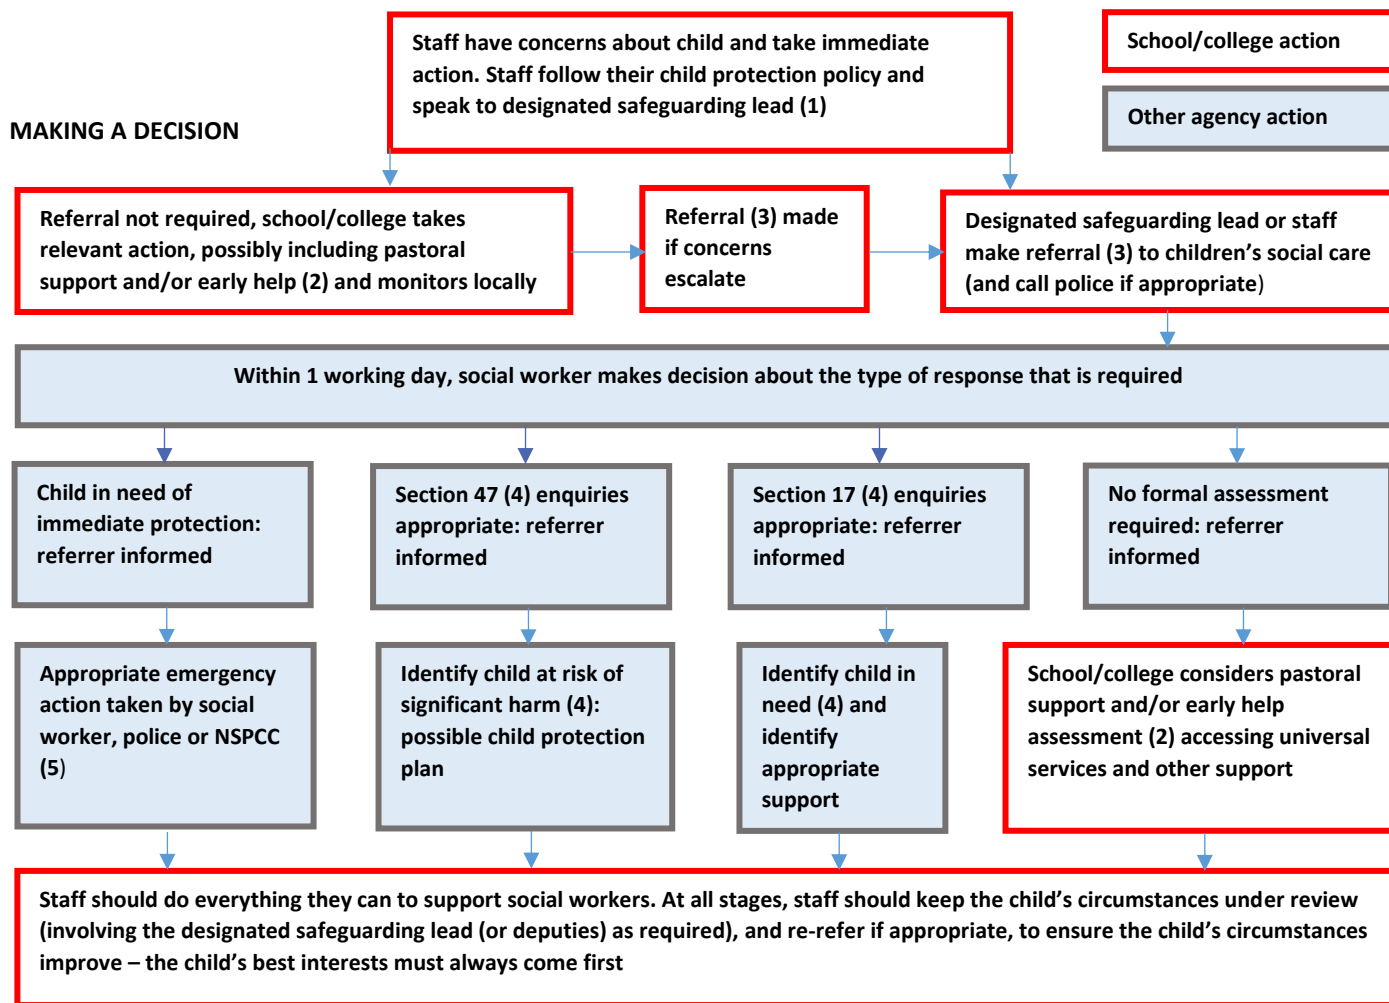 Staff have concerns about child and take immediate
action. Staff follow their child protection policy and
speak to designated safeguarding lead (1)
School/college action
Other agency action
MAKING A DECISION
Referral not required, school/college takes
relevant action, possibly including pastoral
support and/or early help (2) and monitors locally
Referral (3) made
if concerns
escalate
Designated safeguarding lead or staff
make referral (3) to children’s social care
(and call police if appropriate)
Within 1 working day, social worker makes decision about the type of response that is required
Child in need of
immediate protection:
referrer informed
Section 47 (4) enquiries
appropriate: referrer
informed
Section 17 (4) enquiries
appropriate: referrer
informed
No formal assessment
required: referrer
informed
Appropriate emergency
action taken by social
worker, police or NSPCC
(5)
Identify child at risk of
significant harm (4):
possible child protection
plan
Identify child in
need (4) and
identify
appropriate
support
School/college considers pastoral
support and/or early help
assessment (2) accessing universal
services and other support
Staff should do everything they can to support social workers. At all stages, staff should keep the child’s circumstances under review
(involving the designated safeguarding lead (or deputies) as required), and re-refer if appropriate, to ensure the child’s circumstances
improve – the child’s best interests must always come first